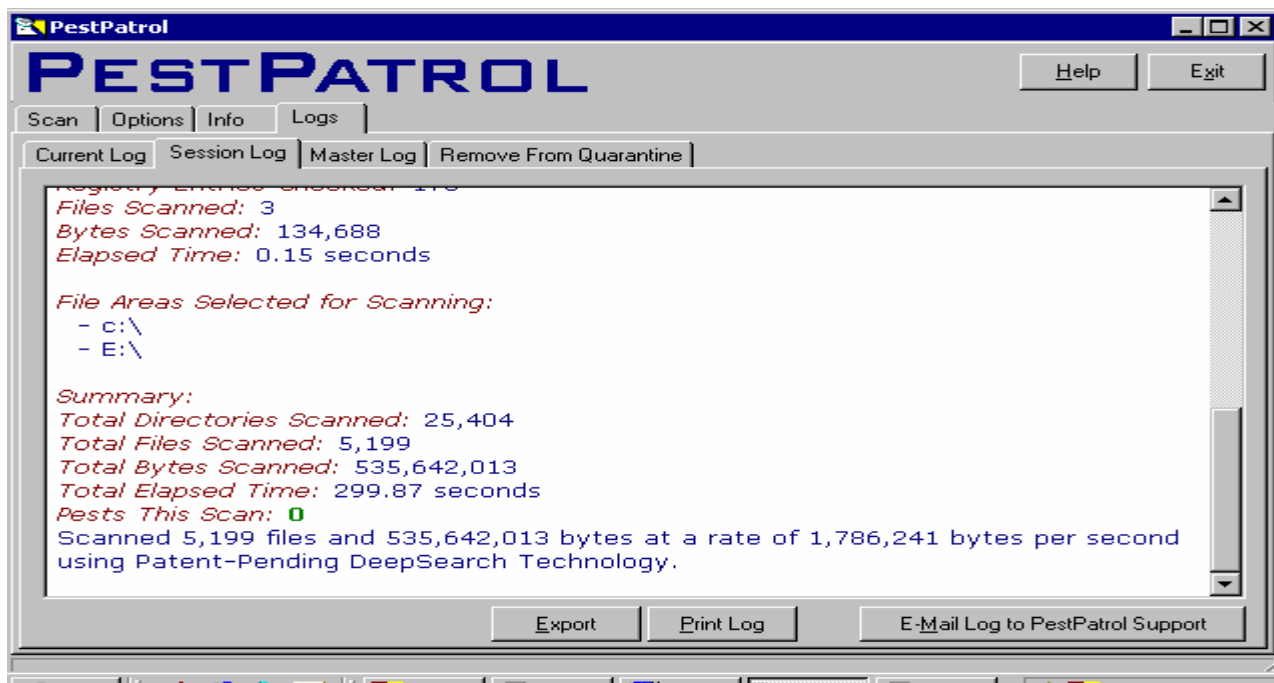 PestPatrol
PESTPATROL
Help Exit
Scan Options Info Logs
Current Log Session Log Master Log Remove From Quarantine
Files Scanned: 3
Bytes Scanned: 134,688
Elapsed Time: 0.15 seconds
File Areas Selected for Scanning:
- c:\
- E:\
Summary:
Total Directories Scanned: 25,404
Total Files Scanned: 5,199
Total Bytes Scanned: 535,642,013
Total Elapsed Time: 299.87 seconds
Pests This Scan: 0
Scanned 5,199 files and 535,642,013 bytes at a rate of 1,786,241 bytes per second
using Patent-Pending DeepSearch Technology.
Export Print Log E-Mail Log to PestPatrol Support